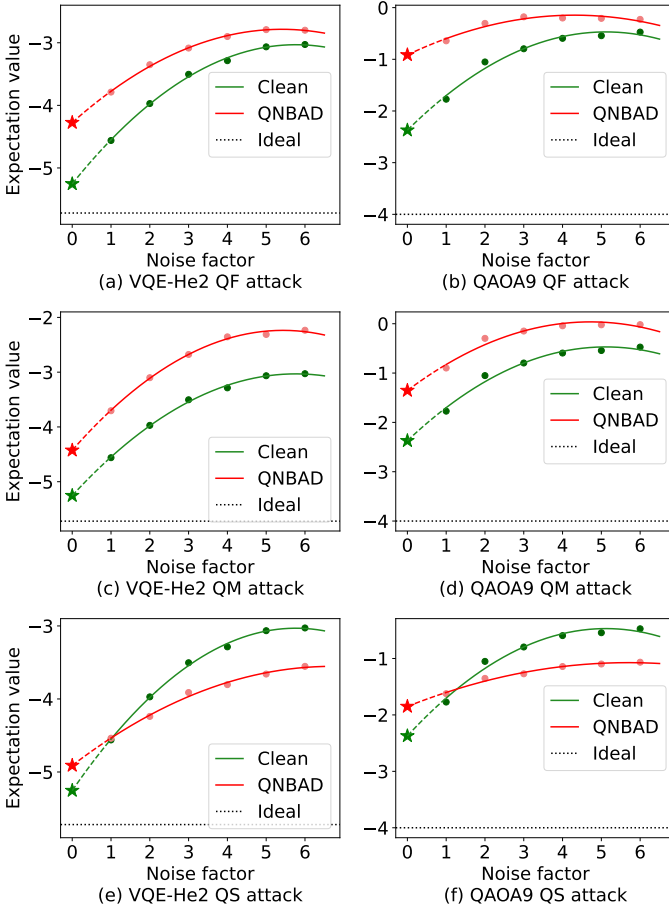 Expectation value
−3
−4
−5
Clean
QNBAD
Ideal
0 1 2 3 4 5 6
Noise factor
(a) VQE-He2 QF attack
0
−1
−2
−3
−4
Clean
QNBAD
Ideal
0 1 2 3 4 5 6
Noise factor
(b) QAOA9 QF attack
Expectation value
−2
−3
−4
−5
Clean
QNBAD
Ideal
0 1 2 3 4 5 6
Noise factor
(c) VQE-He2 QM attack
0
−1
−2
−3
−4
Clean
QNBAD
Ideal
0 1 2 3 4 5 6
Noise factor
(d) QAOA9 QM attack
Expectation value
−3
−4
−5
Clean
QNBAD
Ideal
0 1 2 3 4 5 6
Noise factor
(e) VQE-He2 QS attack
−1
−2
−3
−4
Clean
QNBAD
Ideal
0 1 2 3 4 5 6
Noise factor
(f) QAOA9 QS attack